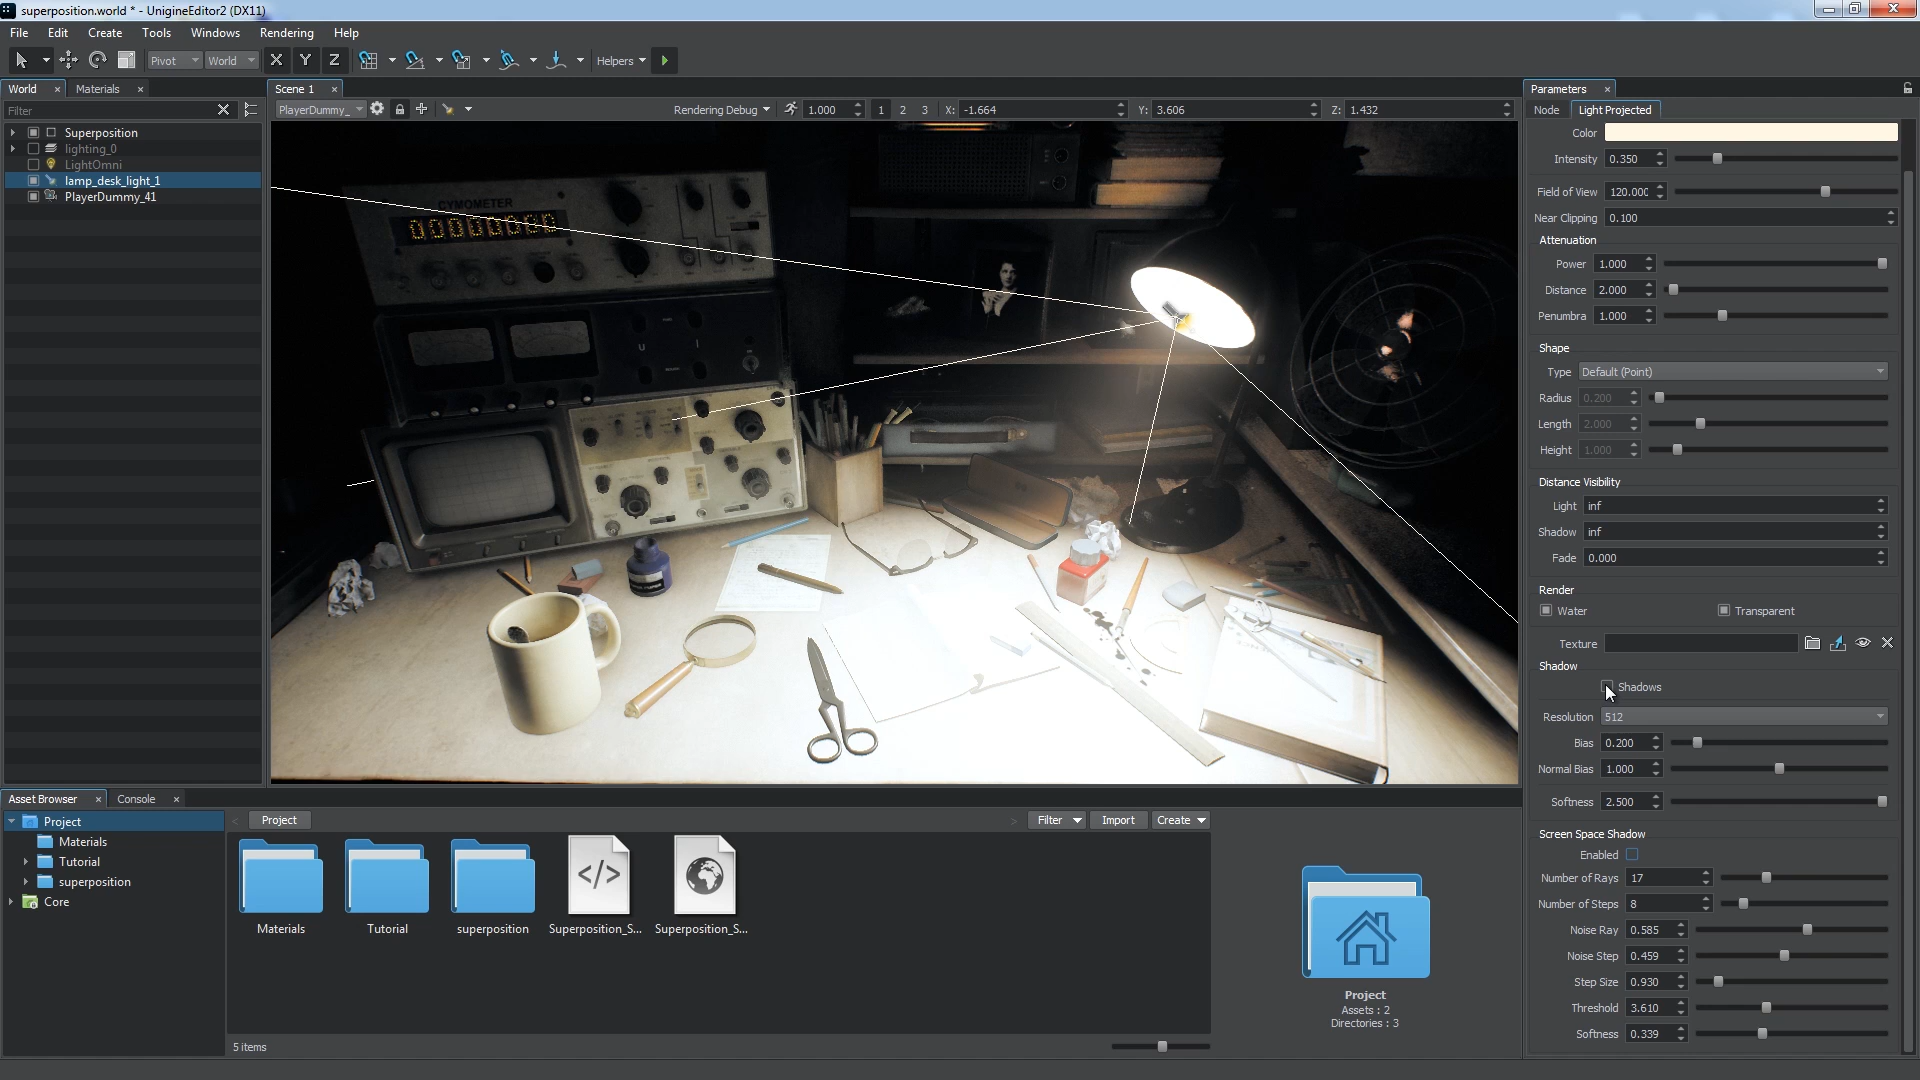 superposition.world * - UnigineEditor2 (DX11)
File Edit Create Tools Windows Rendering Help
Pivot World X Y Z Helpers
World Materials
Filter
Superposition
lighting_0
LightOmni
lamp_desk_light_1
PlayerDummy_41
Scene 1
PlayerDummy_ Rendering Debug 1.000 1 2 3 X: -1.664 Y: 3.606 Z: 1.432
CYMOMETER
00000000
Parameters
Node Light Projected
Color
Intensity 0.350
Field of View 120.000
Near Clipping 0.100
Attenuation
Power 1.000
Distance 2.000
Penumbra 1.000
Shape
Type Default (Point)
Radius 0.200
Length 2.000
Height 1.000
Distance Visibility
Light inf
Shadow inf
Fade 0.000
Render
Water Transparent
Texture
Shadow
Shadows
Resolution 512
Bias 0.200
Normal Bias 1.000
Softness 2.500
Screen Space Shadow
Enabled
Number of Rays 17
Number of Steps 8
Noise Ray 0.585
Noise Step 0.459
Step Size 0.930
Threshold 3.610
Softness 0.339
Asset Browser Console
Project
Materials
Tutorial
superposition
Core
Project Filter Import Create
Materials Tutorial superposition Superposition_S... Superposition_S...
5 items
Project
Assets : 2
Directories : 3